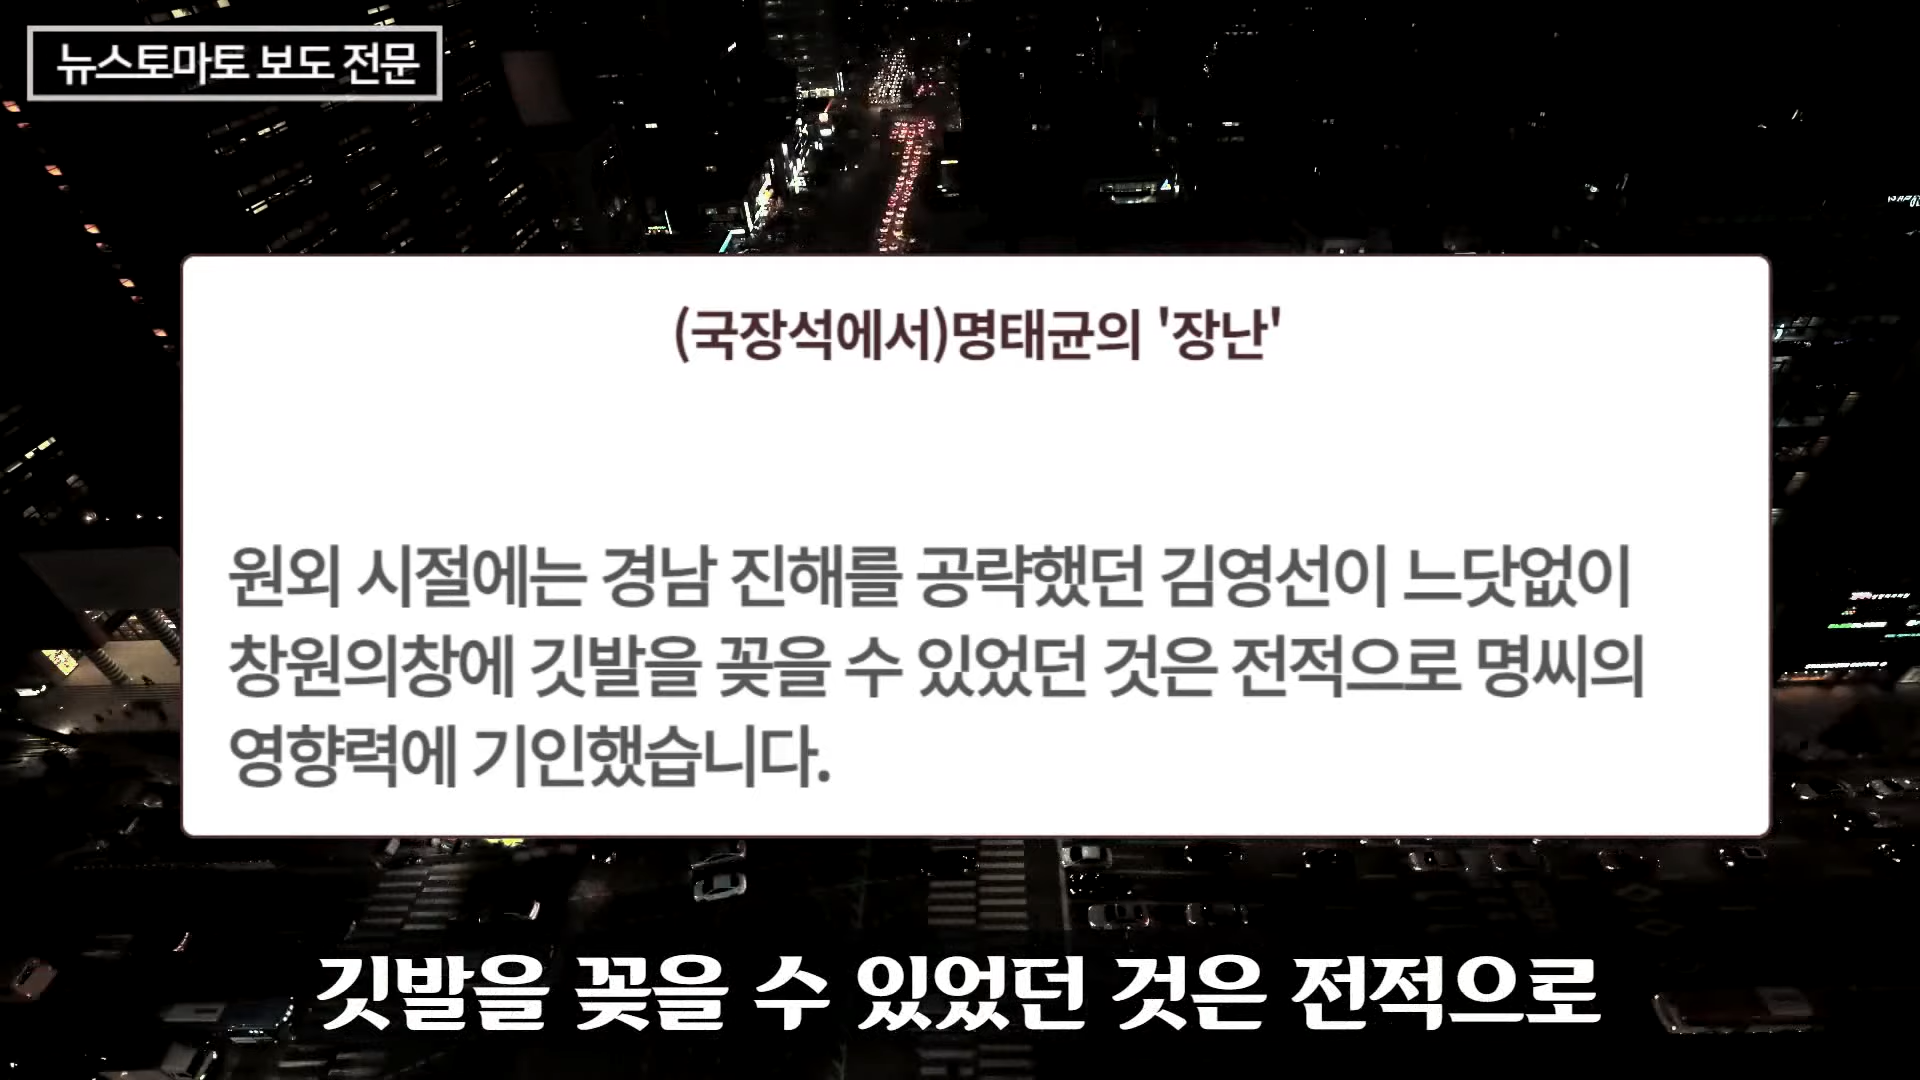 뉴스토마토 보도 전문
(국장석에서)명태균의 '장난'
원외 시절에는 경남 진해를 공략했던 김영선이 느닷없이
창원의창에 깃발을 꽂을 수 있었던 것은 전적으로 명씨의
영향력에 기인했습니다.
깃발을 꽂을 수 있었던 것은 전적으로